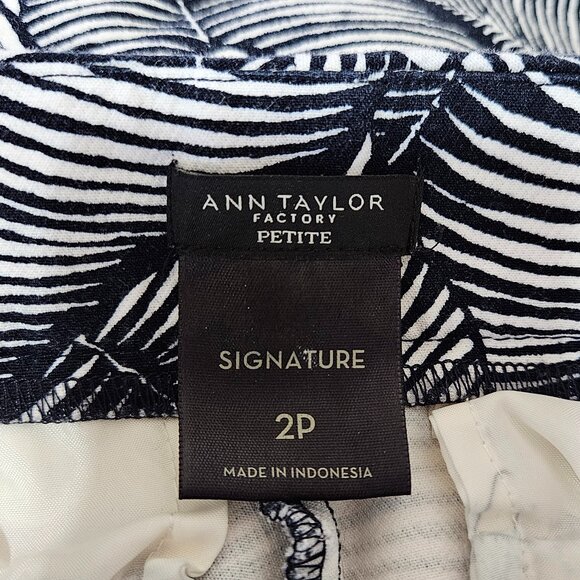 ANN TAYLOR
FACTORY
PETITE
SIGNATURE
2P
MADE IN INDONESIA